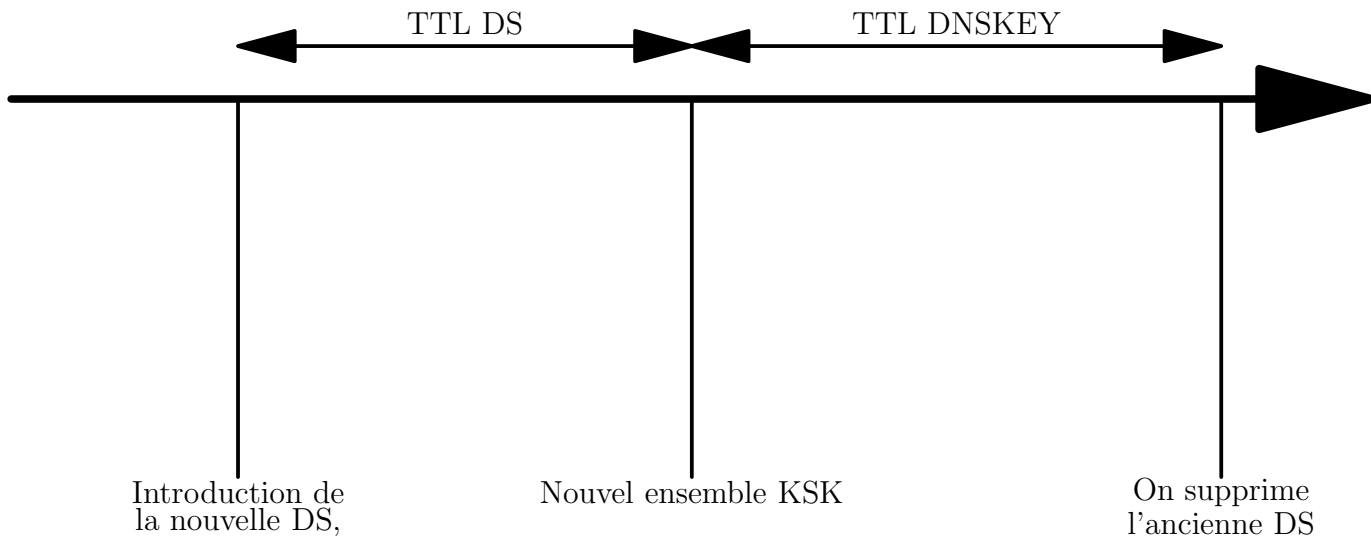 TTL DS
TTL DNSKEY
Introduction de
la nouvelle DS,
Nouvel ensemble KSK
On supprime
l'ancienne DS